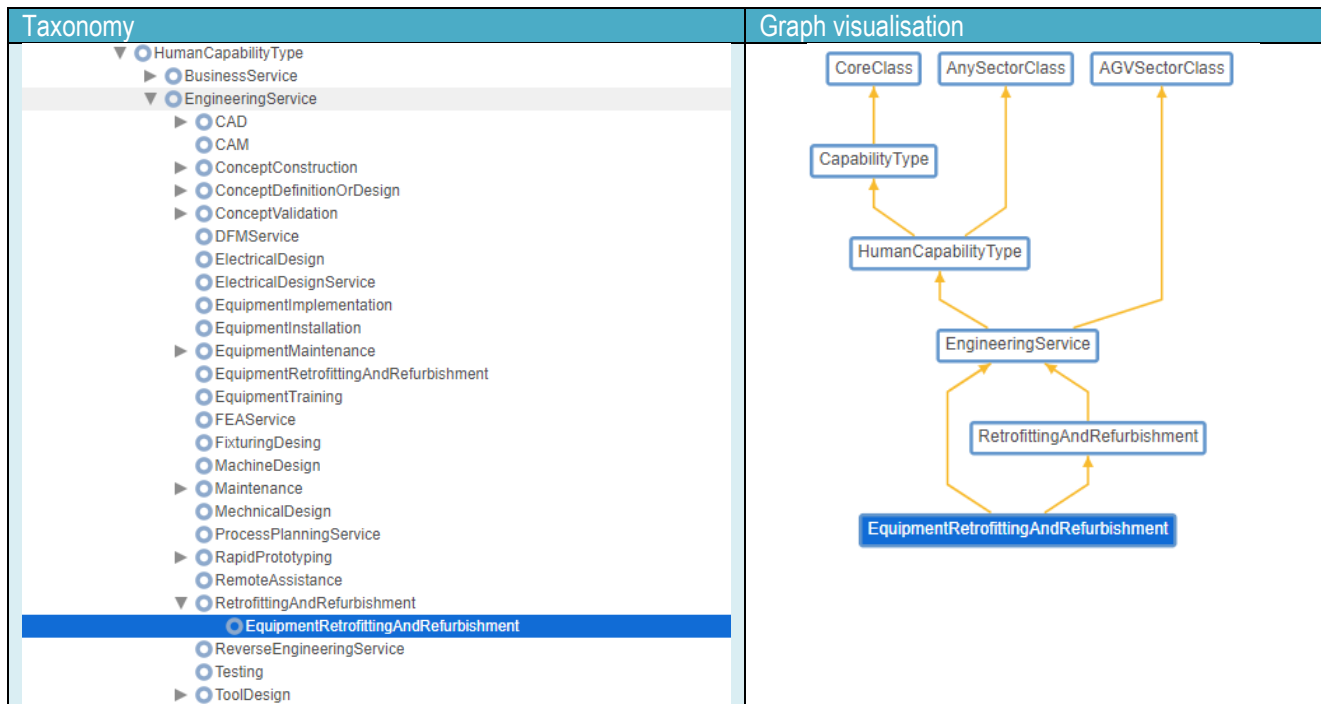 Taxonomy
HumanCapabilityType
BusinessService
EngineeringService
CAD
CAM
ConceptConstruction
ConceptDefinitionOrDesign
ConceptValidation
DFMService
ElectricalDesign
ElectricalDesignService
EquipmentImplementation
EquipmentInstallation
EquipmentMaintenance
EquipmentRetrofittingAndRefurbishment
EquipmentTraining
FEAService
FixturingDesing
MachineDesign
Maintenance
MechnicalDesign
ProcessPlanningService
RapidPrototyping
RemoteAssistance
RetrofittingAndRefurbishment
EquipmentRetrofittingAndRefurbishment
ReverseEngineeringService
Testing
ToolDesign
Graph visualisation
CoreClass AnySectorClass AGVSectorClass
CapabilityType
HumanCapabilityType
EngineeringService
RetrofittingAndRefurbishment
EquipmentRetrofittingAndRefurbishment